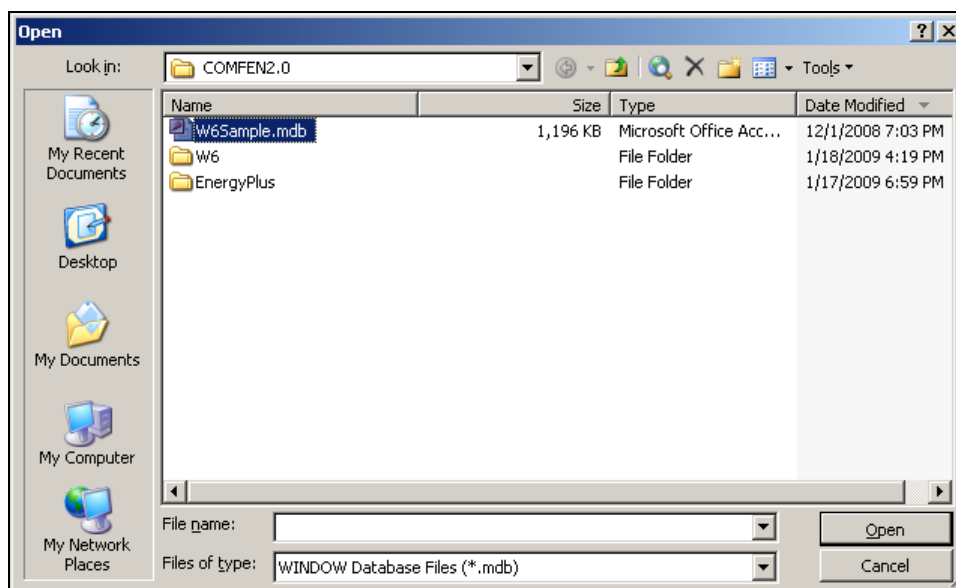 Open
Look in: COMFEN2.0 Tools
Name Size Type Date Modified
W6Sample.mdb 1,196 KB Microsoft Office Acc... 12/1/2008 7:03 PM
W6 File Folder 1/18/2009 4:19 PM
EnergyPlus File Folder 1/17/2009 6:59 PM
My Recent
Documents
Desktop
My Documents
My Computer
My Network
Places
File name: Open
Files of type: WINDOW Database Files (*.mdb) Cancel